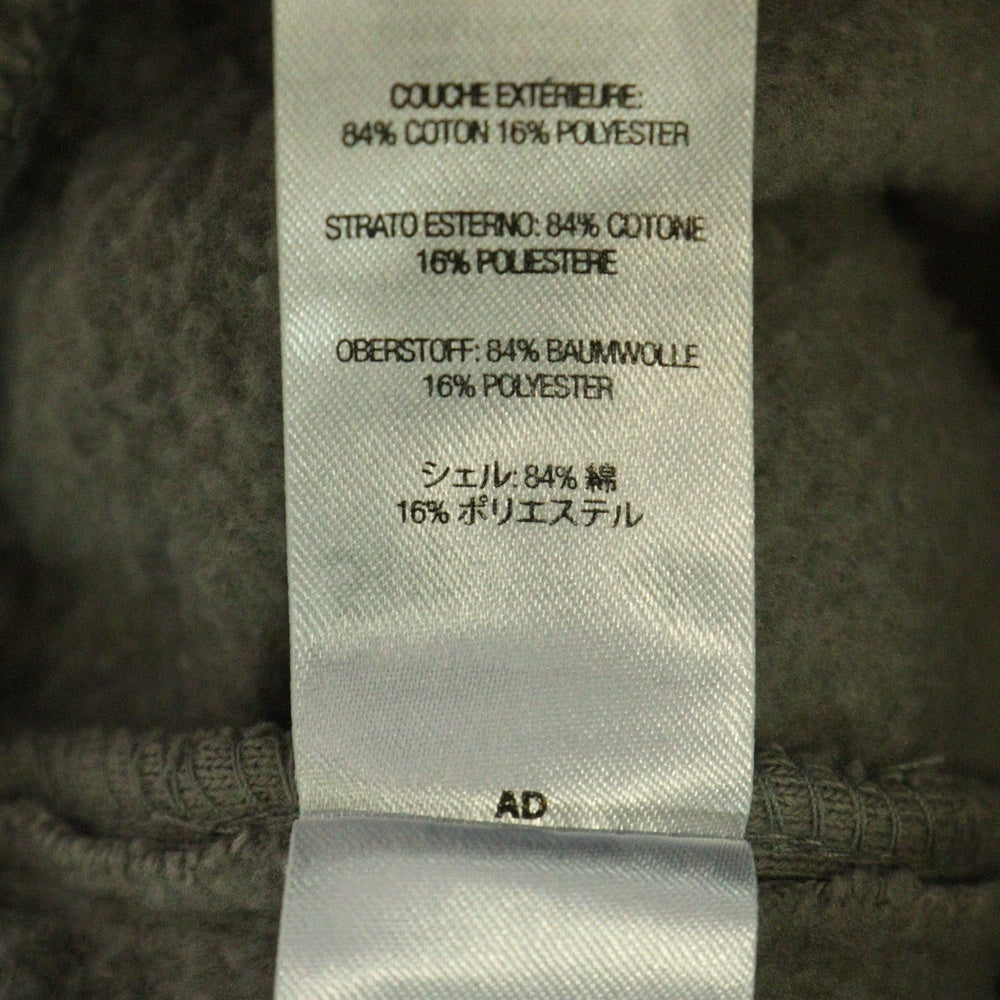 COUCHE EXTÉRIEURE:
84% COTON 16% POLYESTER
STRATO ESTERNO: 84% COTONE
16% POLIESTERE
OBERSTOFF: 84% BAUMWOLLE
16% POLYESTER
シェル: 84% 綿
16% ポリエステル
AD